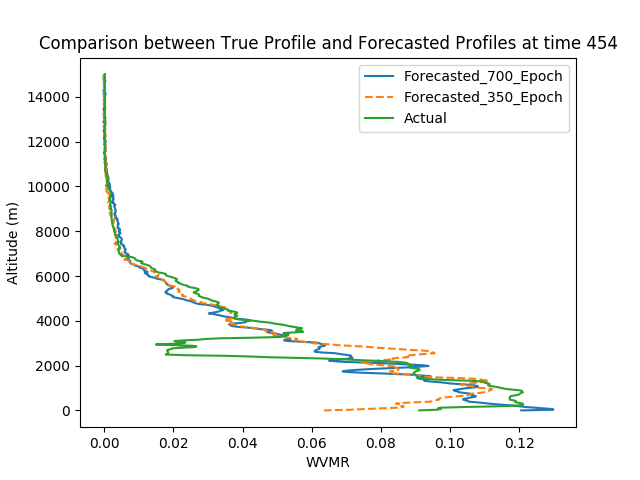 Comparison between True Profile and Forecasted Profiles at time 454
Forecasted_700_Epoch
Forecasted_350_Epoch
Actual
14000
12000
10000
8000
6000
4000
2000
0
Altitude (m)
0.00 0.02 0.04 0.06 0.08 0.10 0.12
WVMR